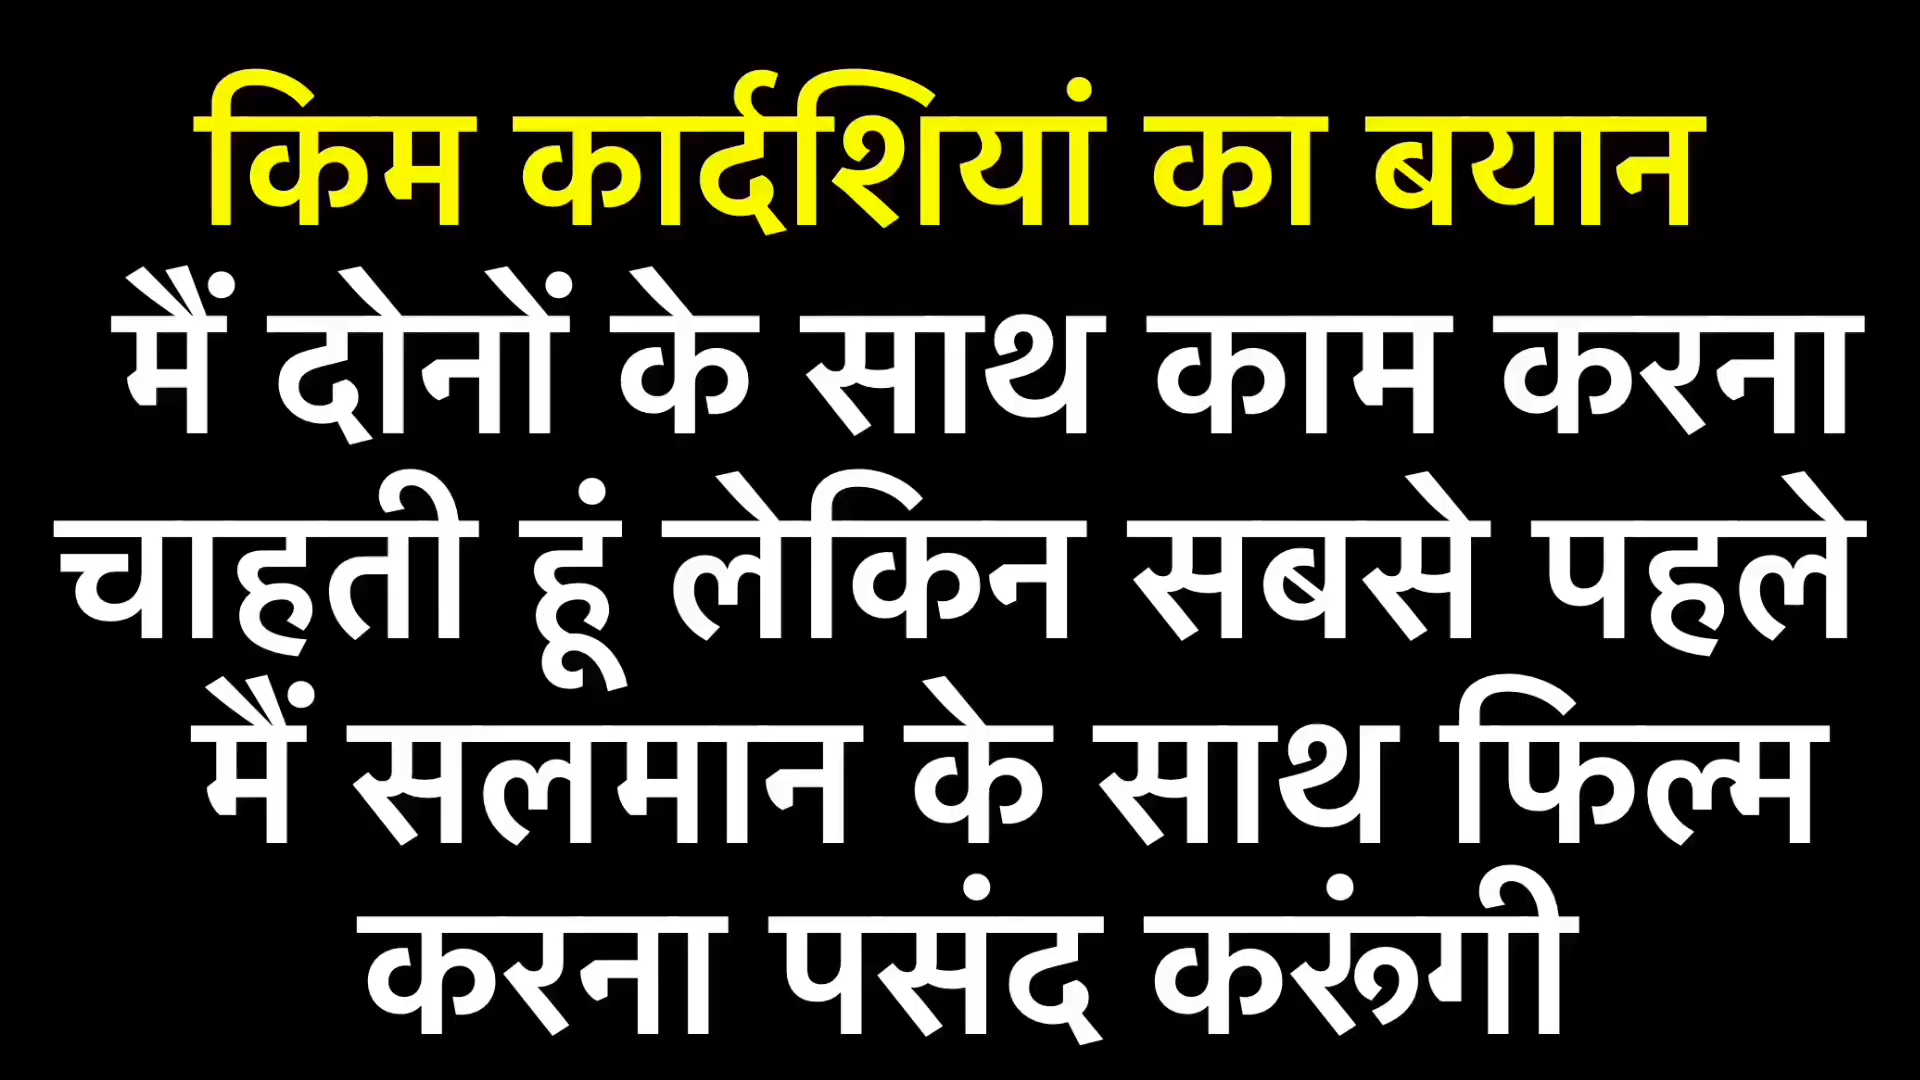 किम कार्दशियां का बयान
मैं दोनों के साथ काम करना
चाहती हूं लेकिन सबसे पहले
मैं सलमान के साथ फिल्म
करना पसंद करूंगी